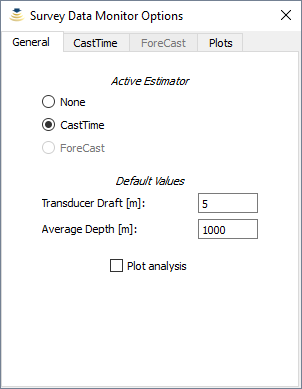 Survey Data Monitor Options
General CastTime ForeCast Plots
Active Estimator
None
CastTime
ForeCast
Default Values
Transducer Draft [m]: 5
Average Depth [m]: 1000
Plot analysis